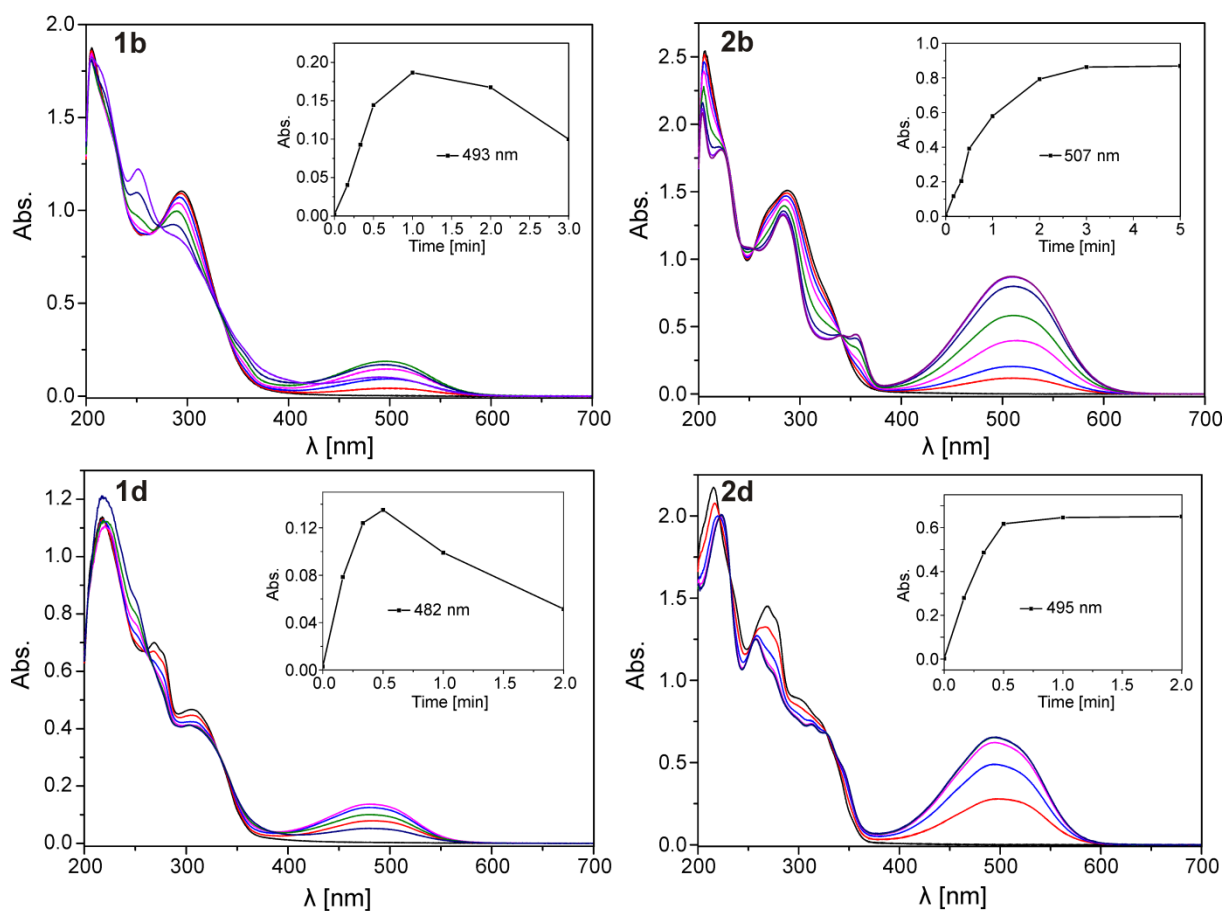 1b
2.0
1.5
1.0
0.5
0.0
Abs.
200 300 400 500 600 700
λ [nm]
0.20
0.15
0.10
0.05
0.00
Abs.
0.0 0.5 1.0 1.5 2.0 2.5 3.0
Time [min]
493 nm
2b
2.5
2.0
1.5
1.0
0.5
0.0
Abs.
200 300 400 500 600 700
λ [nm]
1.0
0.8
0.6
0.4
0.2
0.0
Abs.
0 1 2 3 4 5
Time [min]
507 nm
1d
1.2
1.0
0.8
0.6
0.4
0.2
0.0
Abs.
200 300 400 500 600 700
λ [nm]
0.12
0.08
0.04
0.00
Abs.
0.0 0.5 1.0 1.5 2.0
Time [min]
482 nm
2d
2.0
1.5
1.0
0.5
0.0
Abs.
200 300 400 500 600 700
λ [nm]
0.8
0.6
0.4
0.2
0.0
Abs.
0.0 0.5 1.0 1.5 2.0
Time [min]
495 nm